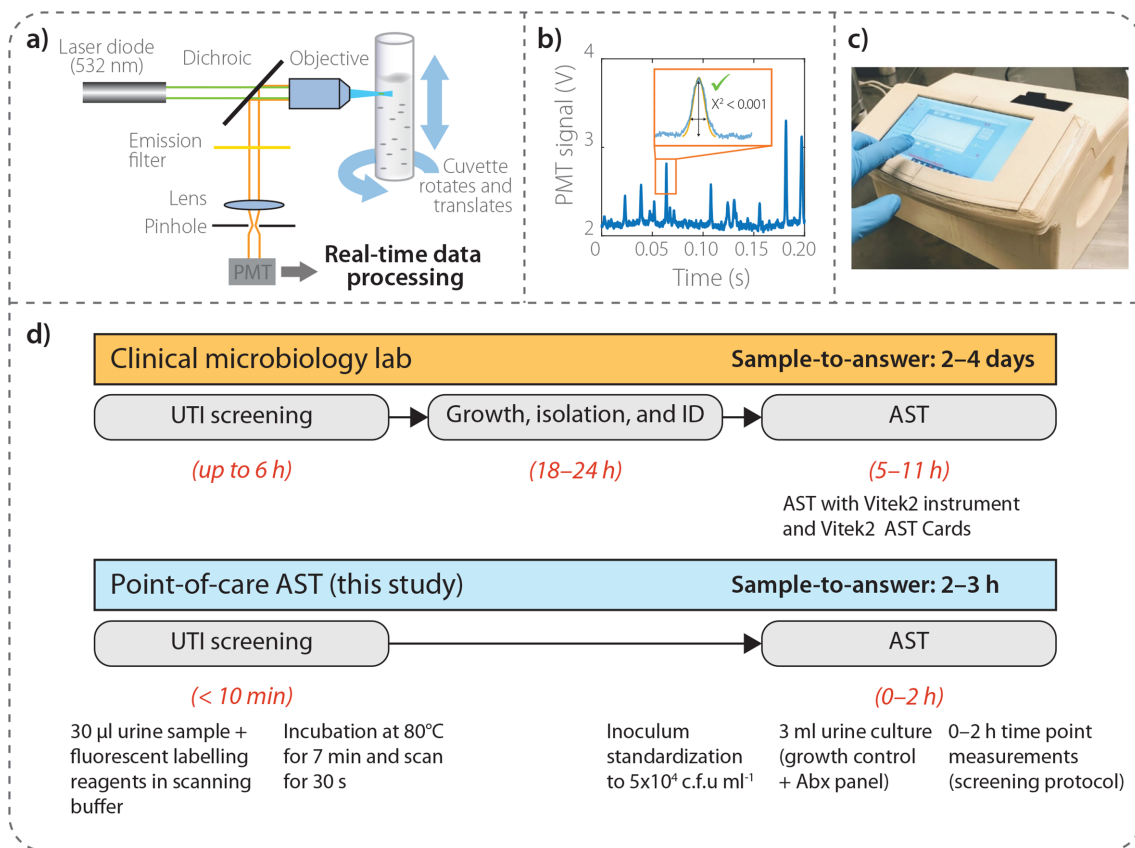 a)
Laser diode
(532 nm)
Dichroic
Objective
Emission
filter
Cuvette
rotates and
translates
Lens
Pinhole
PMT
Real-time data
processing
b)
PMT signal (V)
4
3
2
✓
X² < 0.001
0
0.05
0.10
0.15
0.20
Time (s)
c)
d)
Clinical microbiology lab
Sample-to-answer: 2–4 days
UTI screening
Growth, isolation, and ID
AST
(up to 6 h)
(18–24 h)
(5–11 h)
AST with Vitek2 instrument
and Vitek2 AST Cards
Point-of-care AST (this study)
Sample-to-answer: 2–3 h
UTI screening
AST
(< 10 min)
(0–2 h)
30 µl urine sample +
fluorescent labelling
reagents in scanning
buffer
Incubation at 80°C
for 7 min and scan
for 30 s
Inoculum
standardization
to 5x10⁴ c.f.u ml⁻¹
3 ml urine culture
(growth control
+ Abx panel)
0–2 h time point
measurements
(screening protocol)